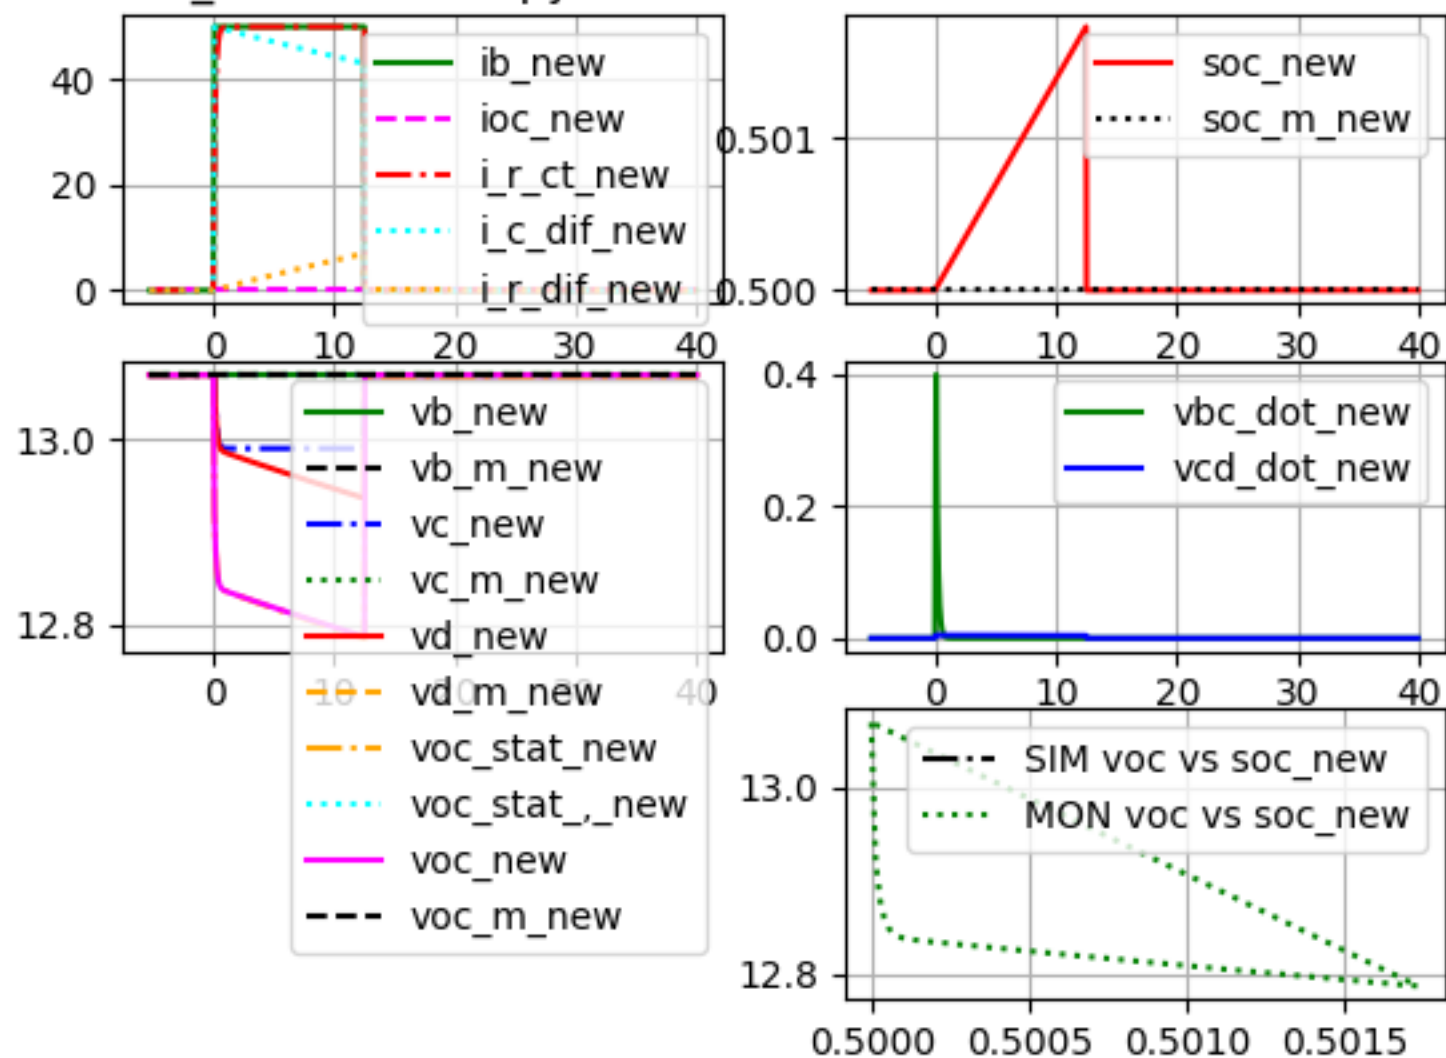 40
20
0
ib_new
ioc_new
i_r_ct_new
i_c_dif_new
i_r_dif_new
0 10 20 30 40
0.501
0.500
soc_new
soc_m_new
0 10 20 30 40
13.0
12.8
vb_new
vb_m_new
vc_new
vc_m_new
vd_new
vd_m_new
voc_stat_new
voc_stat_,_new
voc_new
voc_m_new
0 10 20 40
0.4
0.2
0.0
vbc_dot_new
vcd_dot_new
0 10 20 30 40
13.0
12.8
SIM voc vs soc_new
MON voc vs soc_new
0.5000 0.5005 0.5010 0.5015